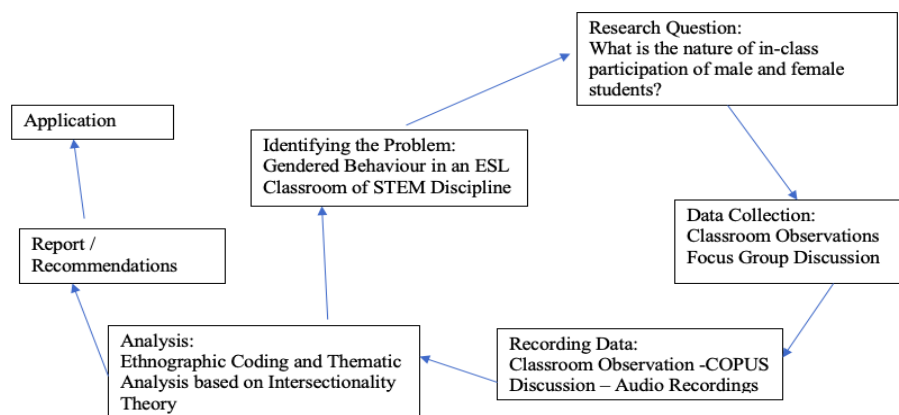 Research Question:
What is the nature of in-class
participation of male and female
students?
Application
Identifying the Problem:
Gendered Behaviour in an ESL
Classroom of STEM Discipline
Data Collection:
Classroom Observations
Focus Group Discussion
Report /
Recommendations
Analysis:
Ethnographic Coding and Thematic
Analysis based on Intersectionality
Theory
Recording Data:
Classroom Observation -COPUS
Discussion – Audio Recordings